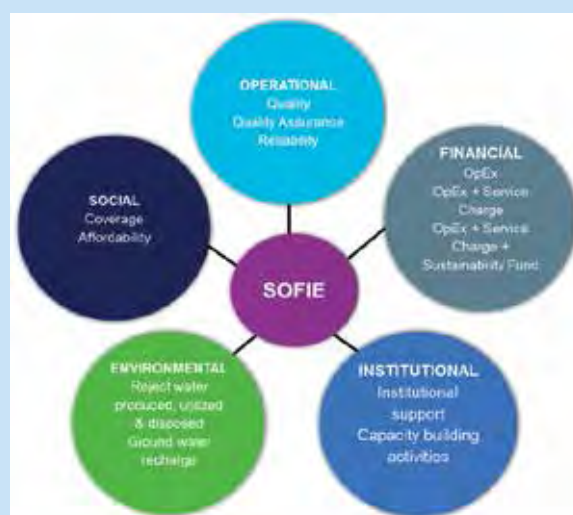 OPERATIONAL
Quality
Quality Assurance
Reliability
FINANCIAL
OpEx
OpEx + Service
Charge
OpEx + Service
Charge +
Sustainability Fund
SOCIAL
Coverage
Affordability
SOFIE
ENVIRONMENTAL
Reject water
produced, utilized
& disposed
Ground water
recharge
INSTITUTIONAL
Institutional
support
Capacity building
activities